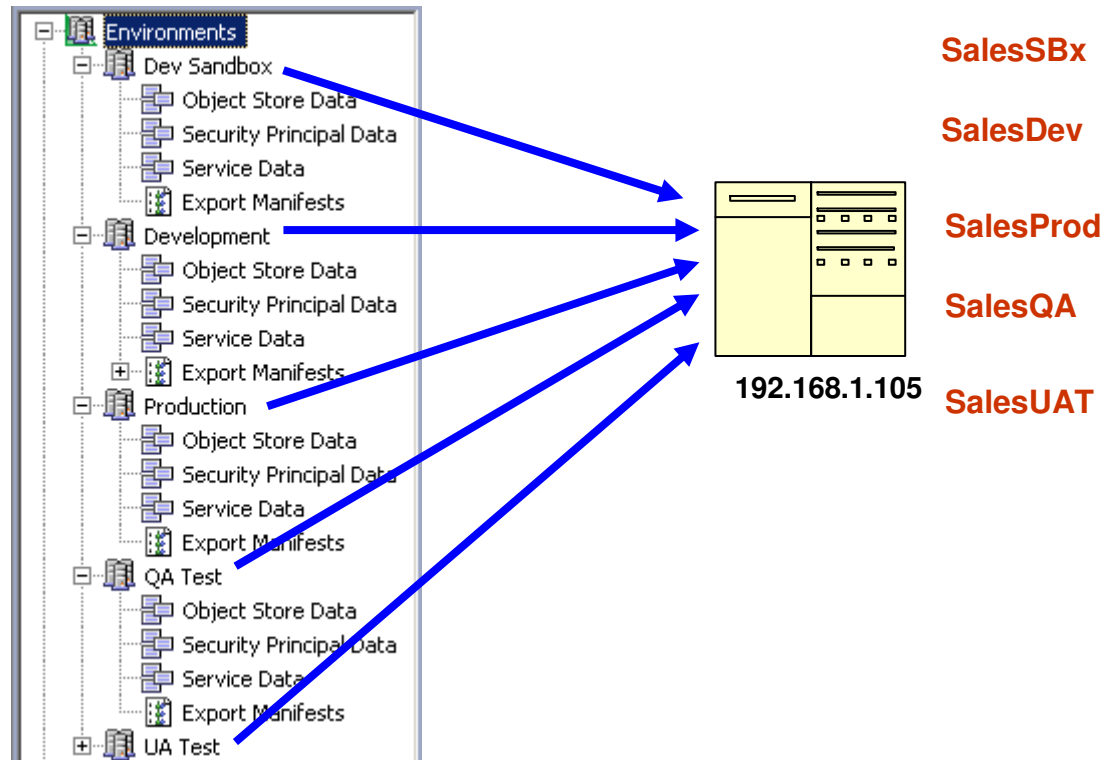 Environments
Dev Sandbox
Object Store Data
Security Principal Data
Service Data
Export Manifests
Development
Object Store Data
Security Principal Data
Service Data
Export Manifests
Production
Object Store Data
Security Principal Data
Service Data
Export Manifests
QA Test
Object Store Data
Security Principal Data
Service Data
Export Manifests
UA Test
192.168.1.105
SalesSBx
SalesDev
SalesProd
SalesQA
SalesUAT